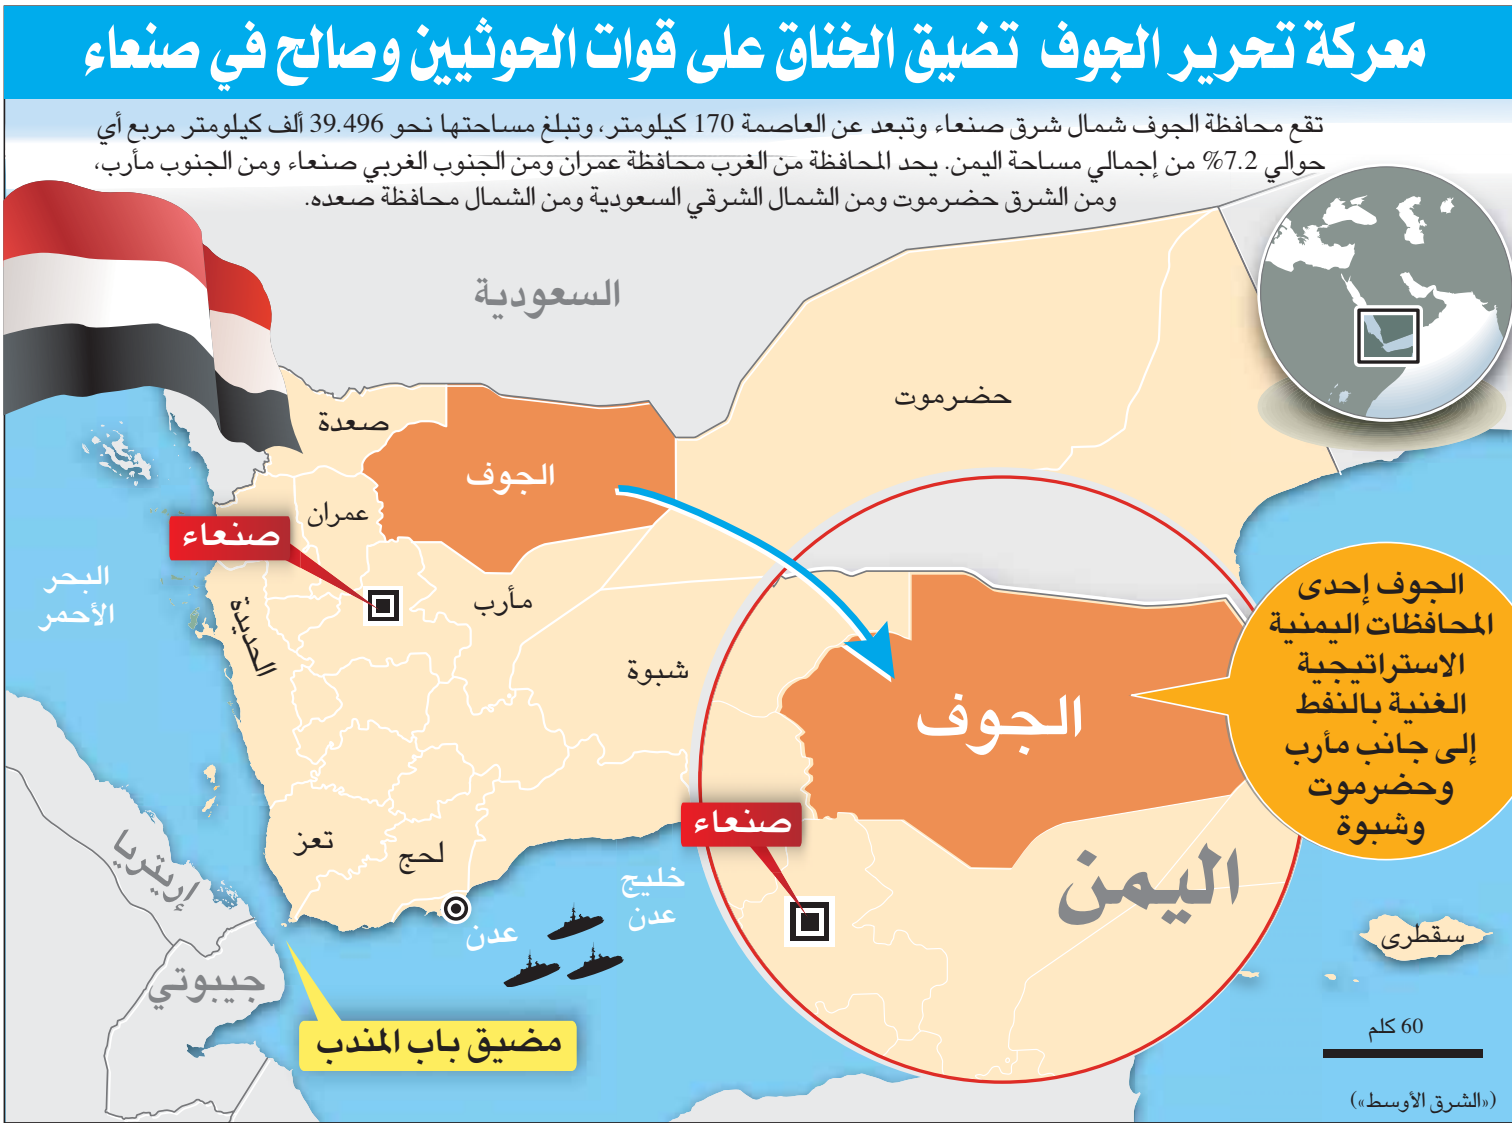 معركة تحرير الجوف تضيق الخناق على قوات الحوثيين وصالح في صنعاء
تقع محافظة الجوف شمال شرق صنعاء وتبعد عن العاصمة 170 كيلومتر، وتبلغ مساحتها نحو 39.496 ألف كيلومتر مربع أي
حوالي 7.2% من إجمالي مساحة اليمن. يحد المحافظة من الغرب محافظة عمران ومن الجنوب الغربي صنعاء ومن الجنوب مأرب،
ومن الشرق حضرموت ومن الشمال الشرقي السعودية ومن الشمال محافظة صعده.
السعودية
حضرموت
صعدة
الجوف
عمران
صنعاء
مأرب
البحر
الأحمر
الحديدة
شبوة
الجوف إحدى
المحافظات اليمنية
الاستراتيجية
الغنية بالنفط
إلى جانب مأرب
وحضرموت
وشبوة
الجوف
صنعاء
اليمن
تعز
لحج
إريتريا
خليج
عدن
عدن
سقطرى
جيبوتي
مضيق باب المندب
60 كلم
(«الشرق الأوسط»)